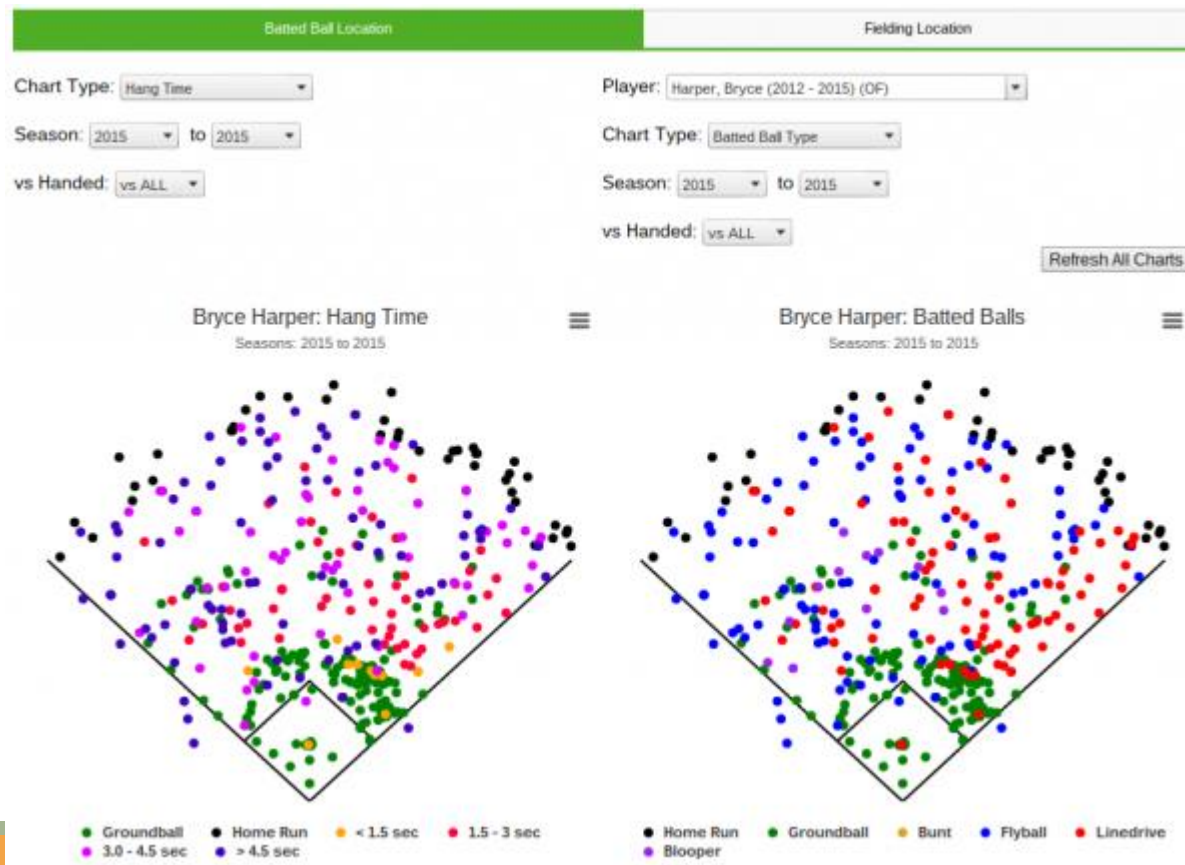 Batted Ball Location
Fielding Location
Chart Type: Hang Time
Season: 2015 to 2015
vs Handed: vs ALL
Player: Harper, Bryce (2012 - 2015) (OF)
Chart Type: Batted Ball Type
Season: 2015 to 2015
vs Handed: vs ALL
Refresh All Charts
Bryce Harper: Hang Time
Seasons: 2015 to 2015
Groundball Home Run < 1.5 sec 1.5 - 3 sec
3.0 - 4.5 sec > 4.5 sec
Bryce Harper: Batted Balls
Seasons: 2015 to 2015
Home Run Groundball Bunt Flyball Linedrive
Blooper